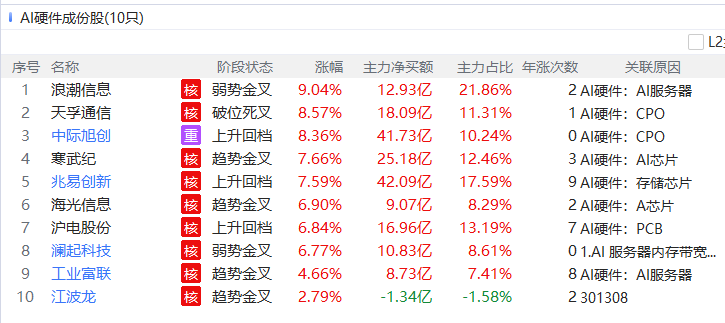 AI硬件成份股(10只)
L2
序号 名称 阶段状态 涨幅 主力净买额 主力占比 年涨次数 关联原因
1 浪潮信息 核 弱势金叉 9.04% 12.93亿 21.86% 2 AI硬件：AI服务器
2 天孚通信 核 破位死叉 8.57% 18.09亿 11.31% 1 AI硬件：CPO
3 中际旭创 重 上升回档 8.36% 41.73亿 10.24% 0 AI硬件：CPO
4 寒武纪 核 趋势金叉 7.66% 25.18亿 12.46% 3 AI硬件：AI芯片
5 兆易创新 核 上升回档 7.59% 42.09亿 17.59% 9 AI硬件：存储芯片
6 海光信息 核 趋势金叉 6.90% 9.07亿 8.29% 2 AI硬件：A芯片
7 沪电股份 核 上升回档 6.84% 16.96亿 13.19% 7 AI硬件：PCB
8 澜起科技 核 弱势金叉 6.77% 10.83亿 8.61% 0 1.AI 服务器内存带宽...
9 工业富联 核 趋势金叉 4.66% 8.73亿 7.41% 8 AI硬件：AI服务器
10 江波龙 核 趋势金叉 2.79% -1.34亿 -1.58% 2 301308